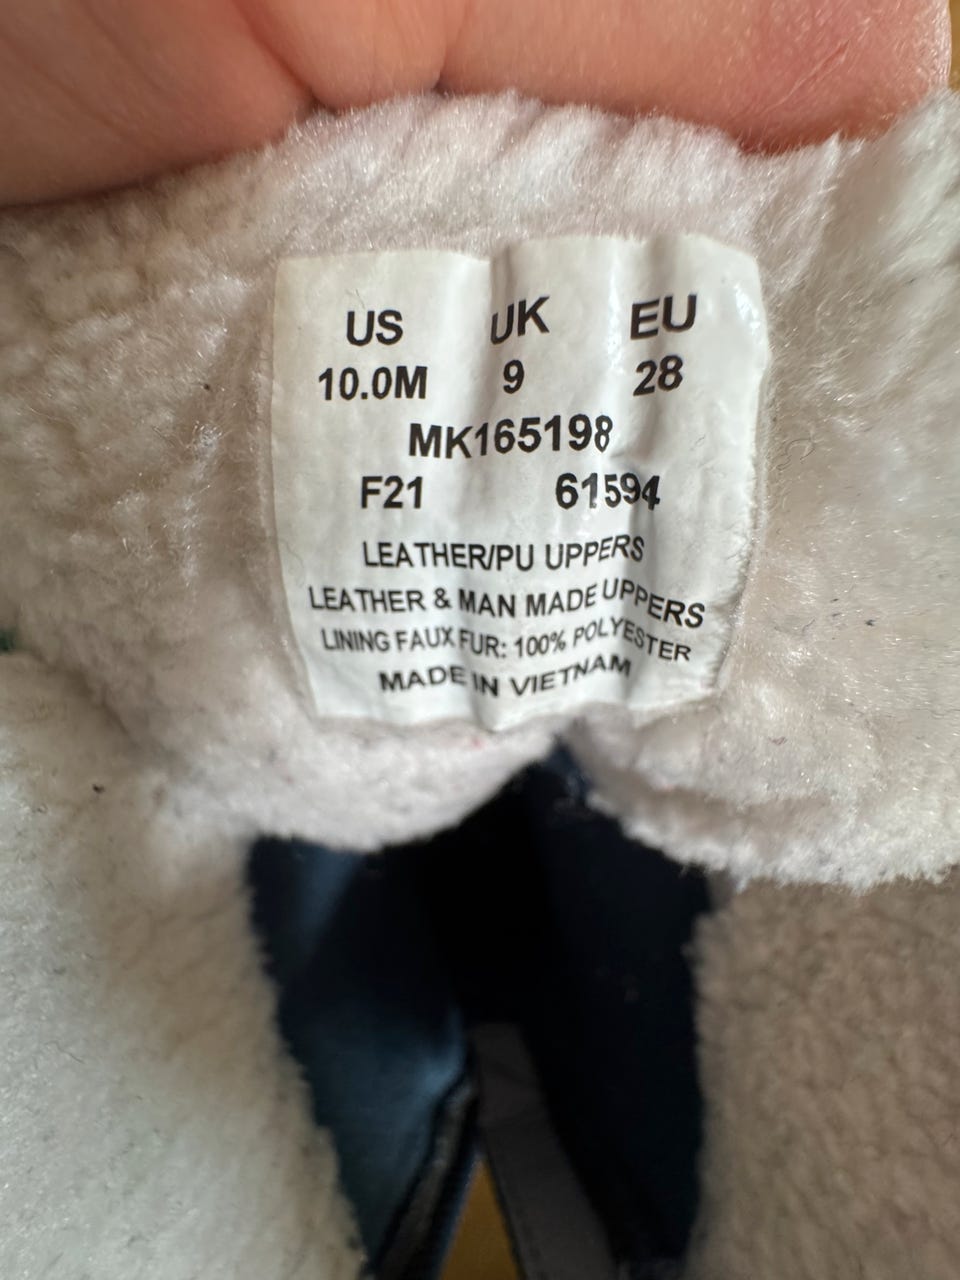 US UK EU
10.0M 9 28
MK165198
F21 61594
LEATHER/PU UPPERS
LEATHER & MAN MADE UPPERS
LINING FAUX FUR: 100% POLYESTER
MADE IN VIETNAM